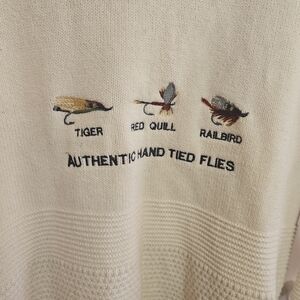 TIGER RED QUILL RAILBIRD
AUTHENTIC HAND TIED FLIES